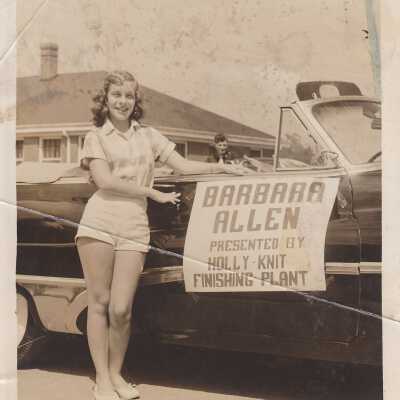 BARBARA
ALLEN
PRESENTED BY
HOLLY-KNIT
FINISHING PLANT